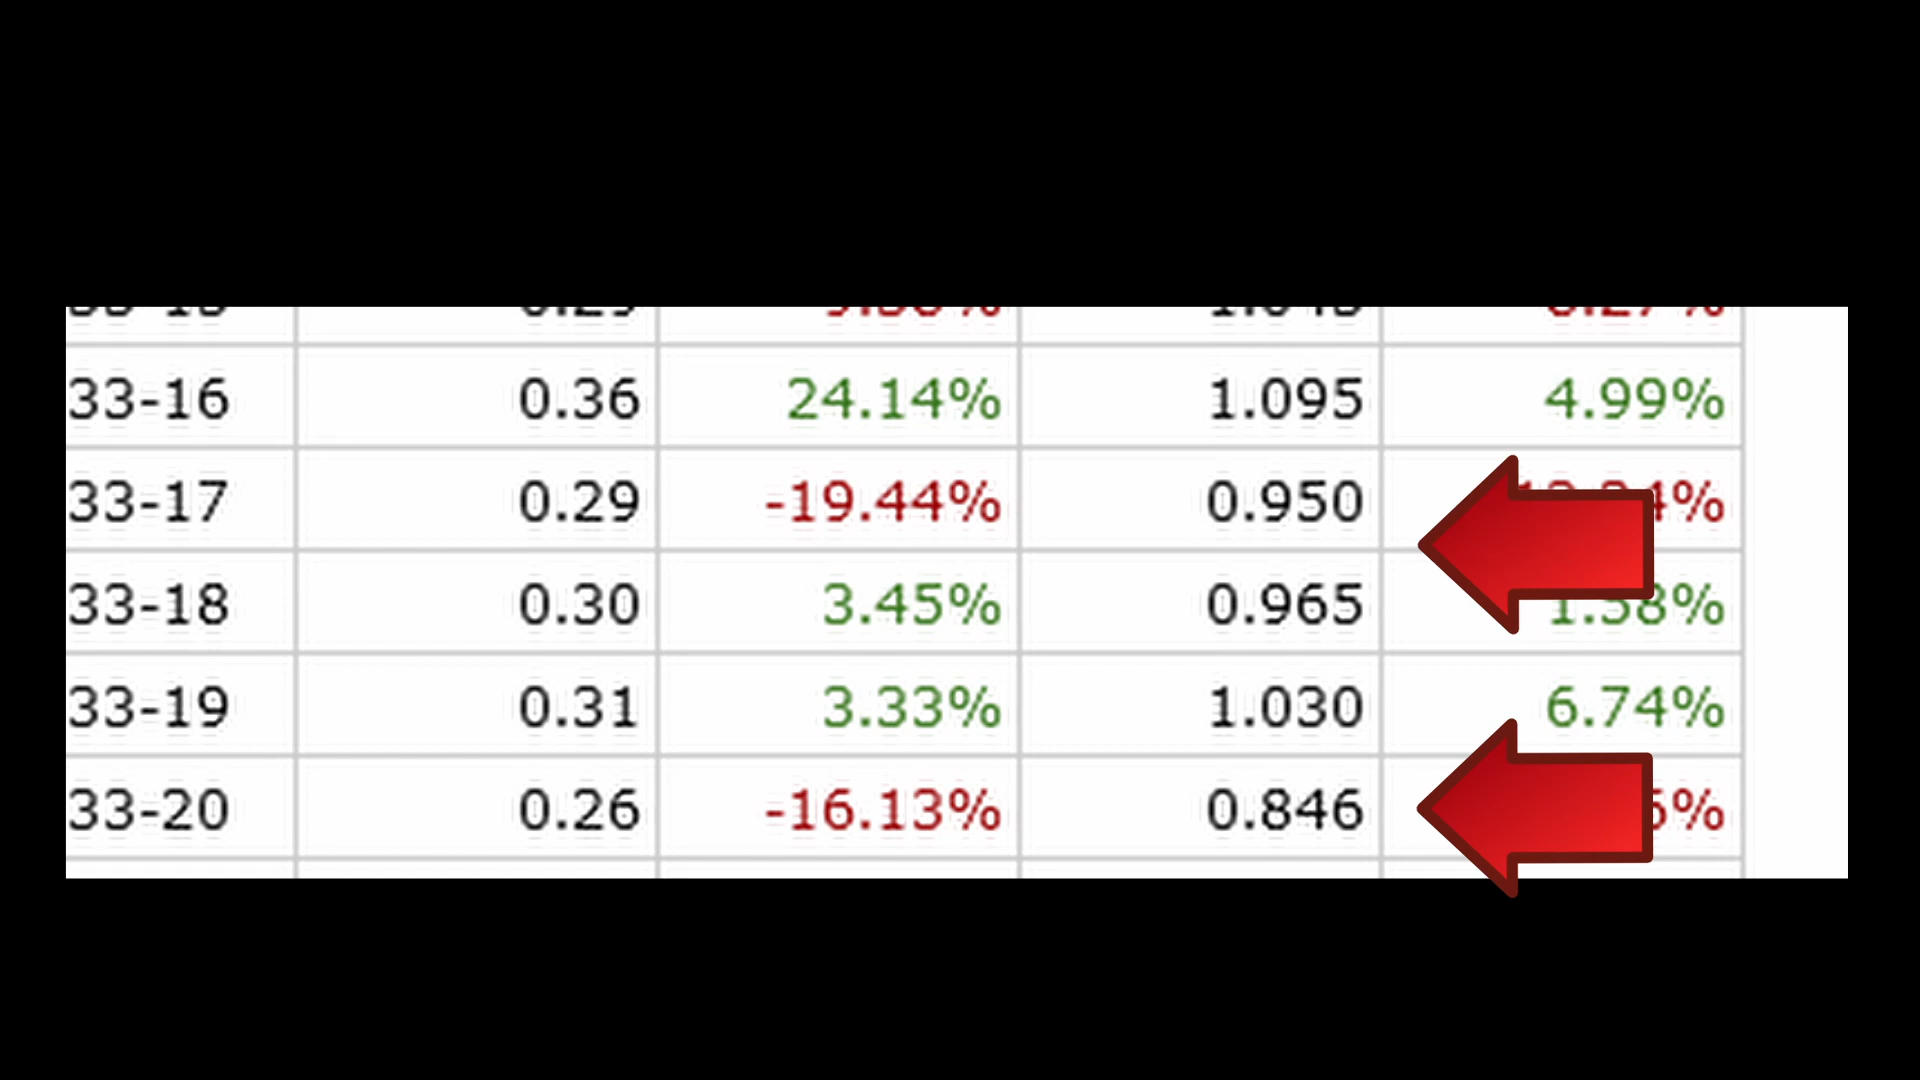 33-16 0.36 24.14% 1.095 4.99%
33-17 0.29 -19.44% 0.950
33-18 0.30 3.45% 0.965 1.58%
33-19 0.31 3.33% 1.030 6.74%
33-20 0.26 -16.13% 0.846